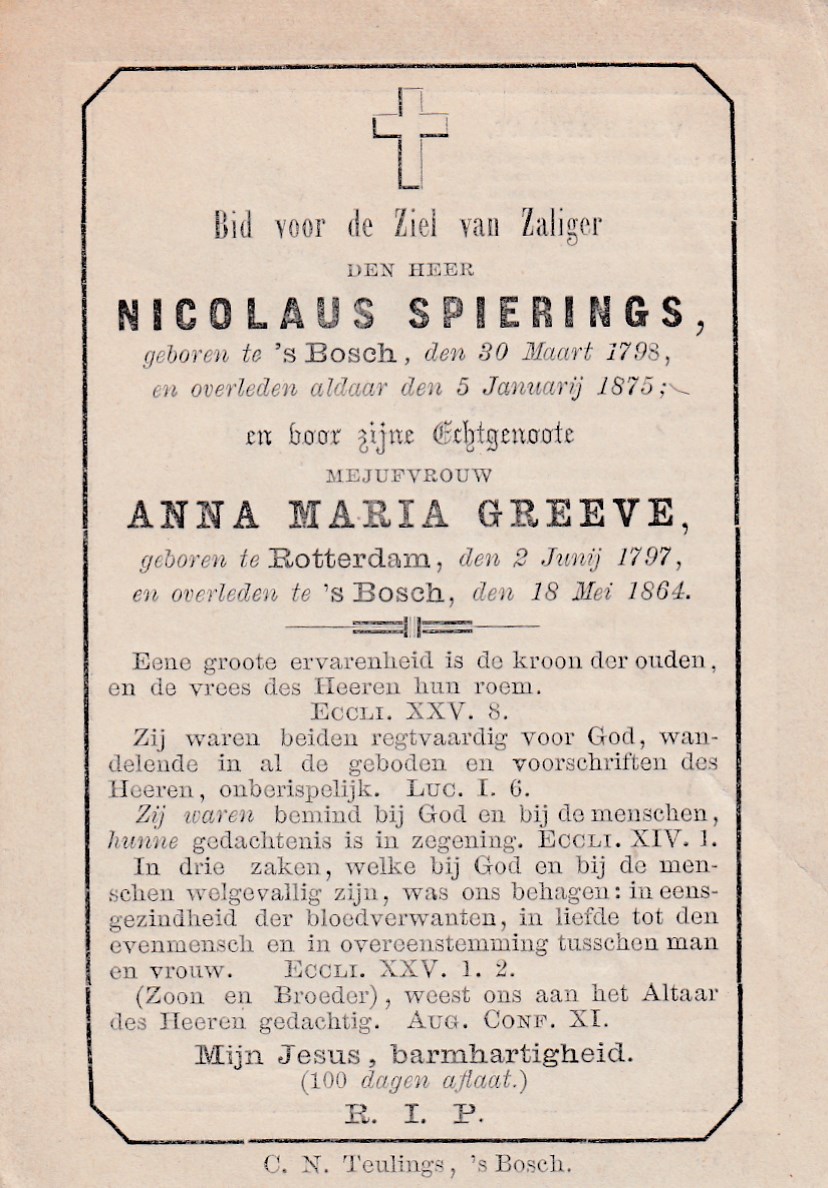 Bid voor de Ziel van Zaliger
DEN HEER
NICOLAUS SPIERINGS,
geboren te 's Bosch, den 30 Maart 1798,
en overleden aldaar den 5 Januarij 1875;
en voor zijne Echtgenoote
MEJUFVROUW
ANNA MARIA GREEVE,
geboren te Rotterdam, den 2 Junij 1797,
en overleden te 's Bosch, den 18 Mei 1864.
Eene groote ervarenheid is de kroon der ouden,
en de vrees des Heeren hun roem.
ECCLI. XXV. 8.
Zij waren beiden regtvaardig voor God, wan-
delende in al de geboden en voorschriften des
Heeren, onberispelijk. LUC. I. 6.
Zij waren bemind bij God en bij de menschen,
hunne gedachtenis is in zegening. ECCLI. XIV. 1.
In drie zaken, welke bij God en bij de men-
schen welgevallig zijn, was ons behagen: in eens-
gezindheid der bloedverwanten, in liefde tot den
evenmensch en in overeenstemming tusschen man
en vrouw. ECCLI. XXV. 1. 2.
(Zoon en Broeder), weest ons aan het Altaar
des Heeren gedachtig. AUG. CONF. XI.
Mijn Jesus, barmhartigheid.
(100 dagen aflaat.)
R. I. P.
C. N. Teulings, 's Bosch.